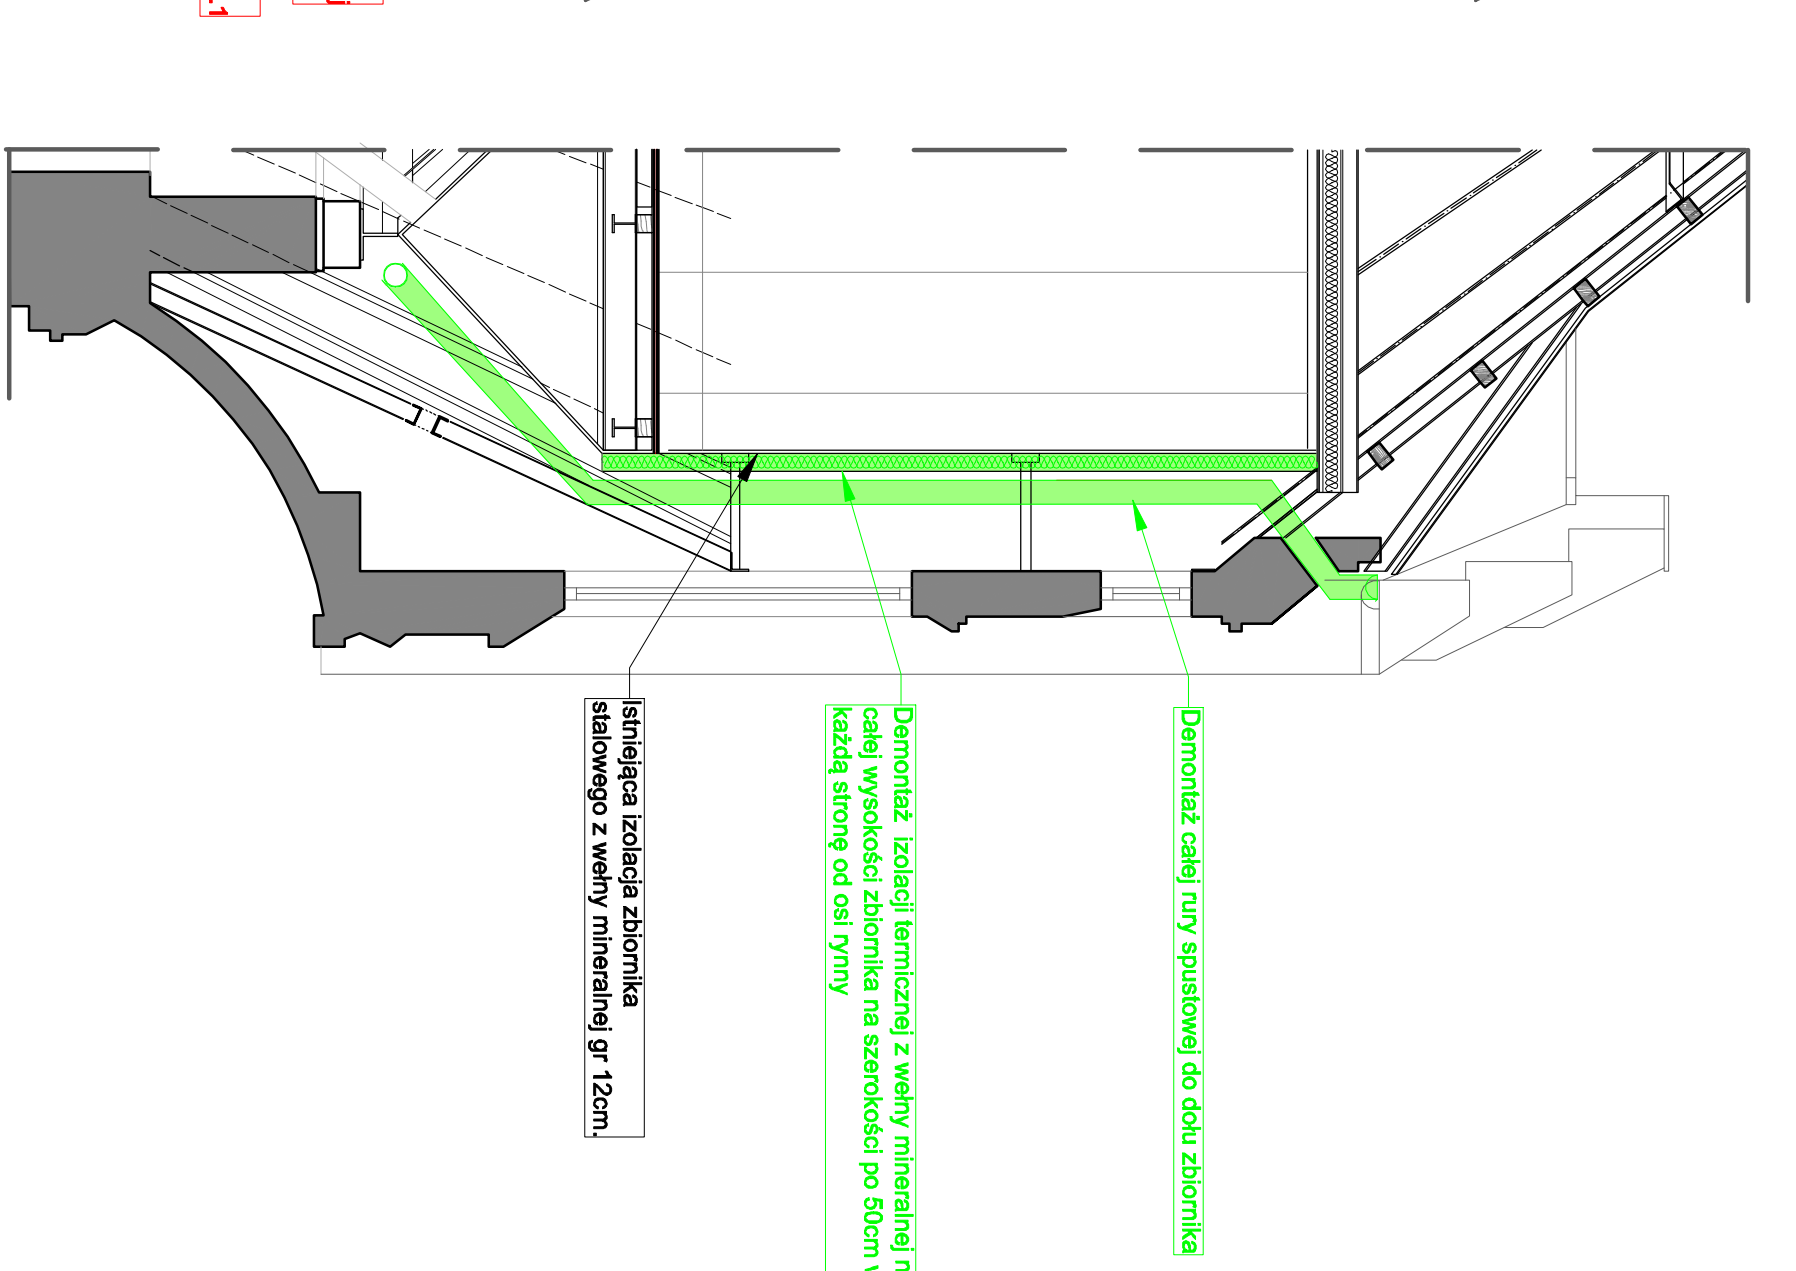 Demontaż całej rury spustowej do dołu zbiornika
Demontaż izolacji termicznej z wełny mineralnej
całej wysokości zbiornika na szerokości po 50cm
każdą stronę od osi rynny
Istniejąca izolacja zbiornika
stalowego z wełny mineralnej gr 12cm.